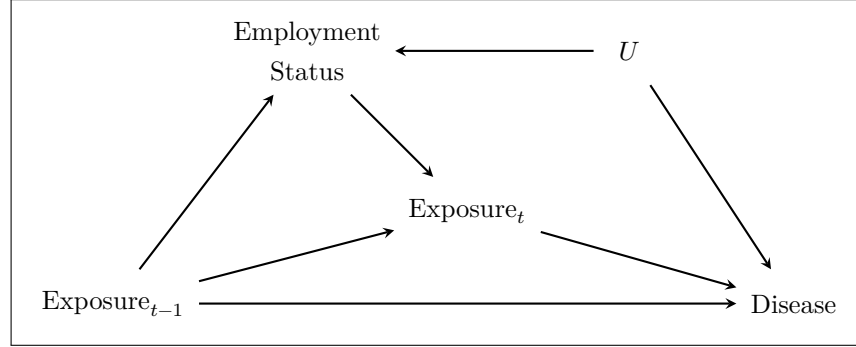 Employment
Status
U
Exposure_t
Exposure_{t−1}
Disease